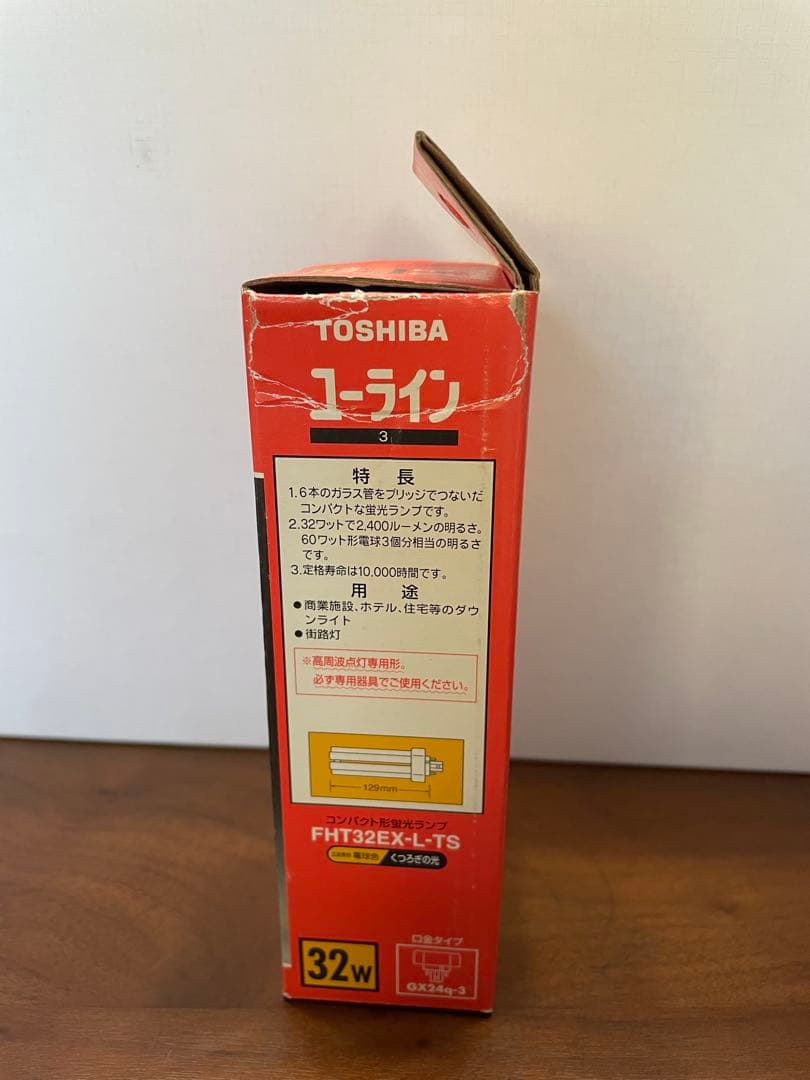 TOSHIBA
ユーライン
3
特長
1.6本のガラス管をブリッジでつないだ
コンパクトな蛍光ランプです。
2.32ワットで2,400ルーメンの明るさ。
60ワット形電球3個分相当の明るさ
です。
3.定格寿命は10,000時間です。
用途
●商業施設、ホテル、住宅等のダウ
ンライト
●街路灯
※高周波点灯専用形。
必ず専用器具でご使用ください。
129mm
コンパクト形蛍光ランプ
FHT32EX-L-TS
電球色 くつろぎの光
32W
口金タイプ
GX24q-3